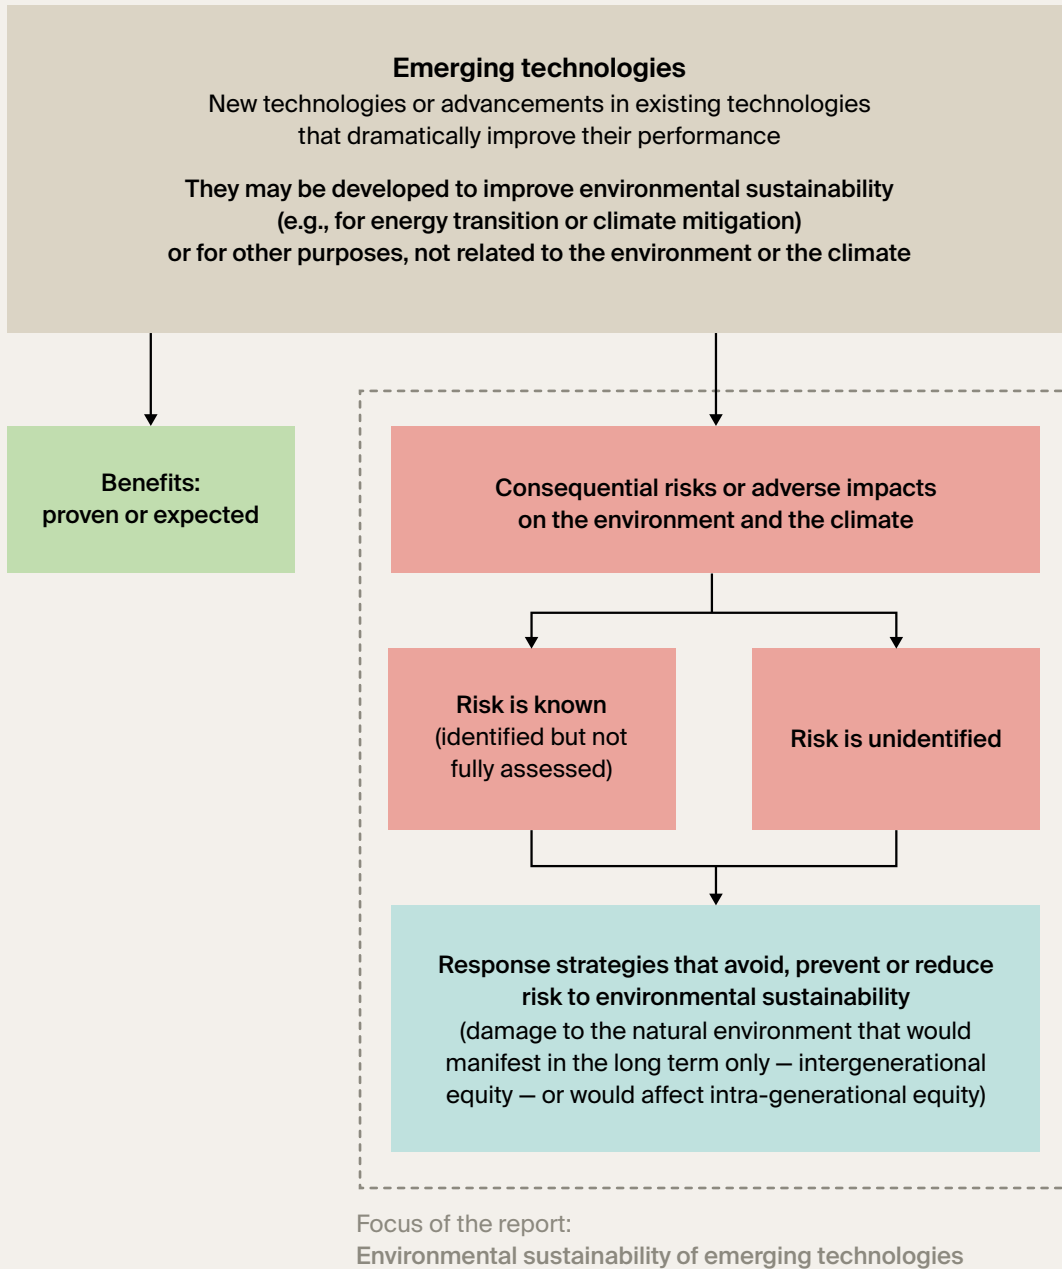 Emerging technologies
New technologies or advancements in existing technologies
that dramatically improve their performance
They may be developed to improve environmental sustainability
(e.g., for energy transition or climate mitigation)
or for other purposes, not related to the environment or the climate
Benefits:
proven or expected
Consequential risks or adverse impacts
on the environment and the climate
Risk is known
(identified but not
fully assessed)
Risk is unidentified
Response strategies that avoid, prevent or reduce
risk to environmental sustainability
(damage to the natural environment that would
manifest in the long term only — intergenerational
equity — or would affect intra-generational equity)
Focus of the report:
Environmental sustainability of emerging technologies